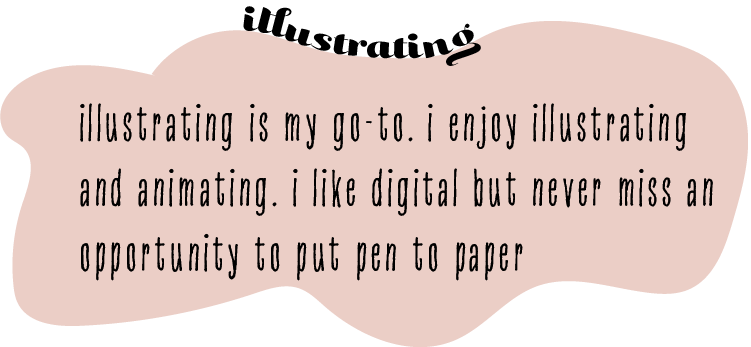 illustrating
illustrating is my go-to. i enjoy illustrating
and animating. i like digital but never miss an
opportunity to put pen to paper